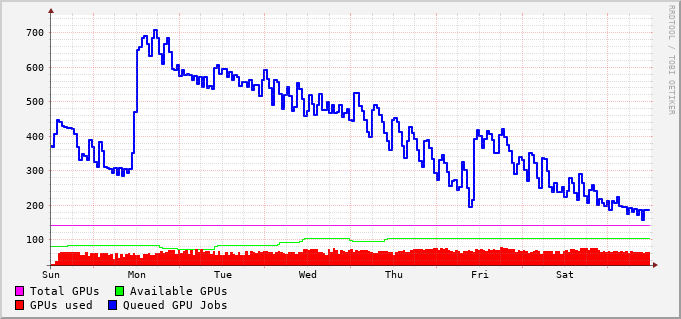 700
600
500
400
300
200
100
Sun Mon Tue Wed Thu Fri Sat
Total GPUs Available GPUs
GPUs used Queued GPU Jobs
RRDTOOL / TOBI OETIKER